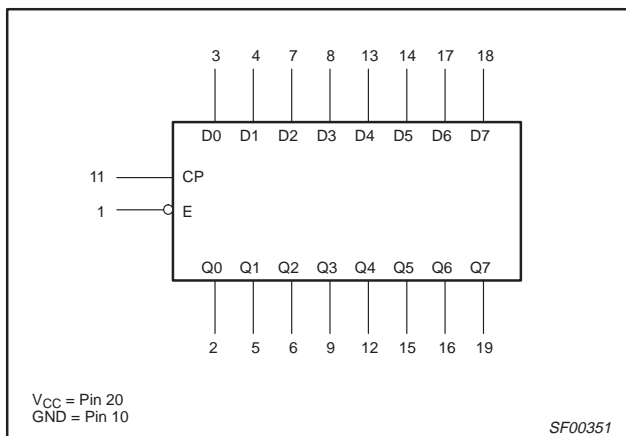 3 4 7 8 13 14 17 18
D0 D1 D2 D3 D4 D5 D6 D7
11 CP
1 E
Q0 Q1 Q2 Q3 Q4 Q5 Q6 Q7
2 5 6 9 12 15 16 19
VCC = Pin 20
GND = Pin 10
SF00351